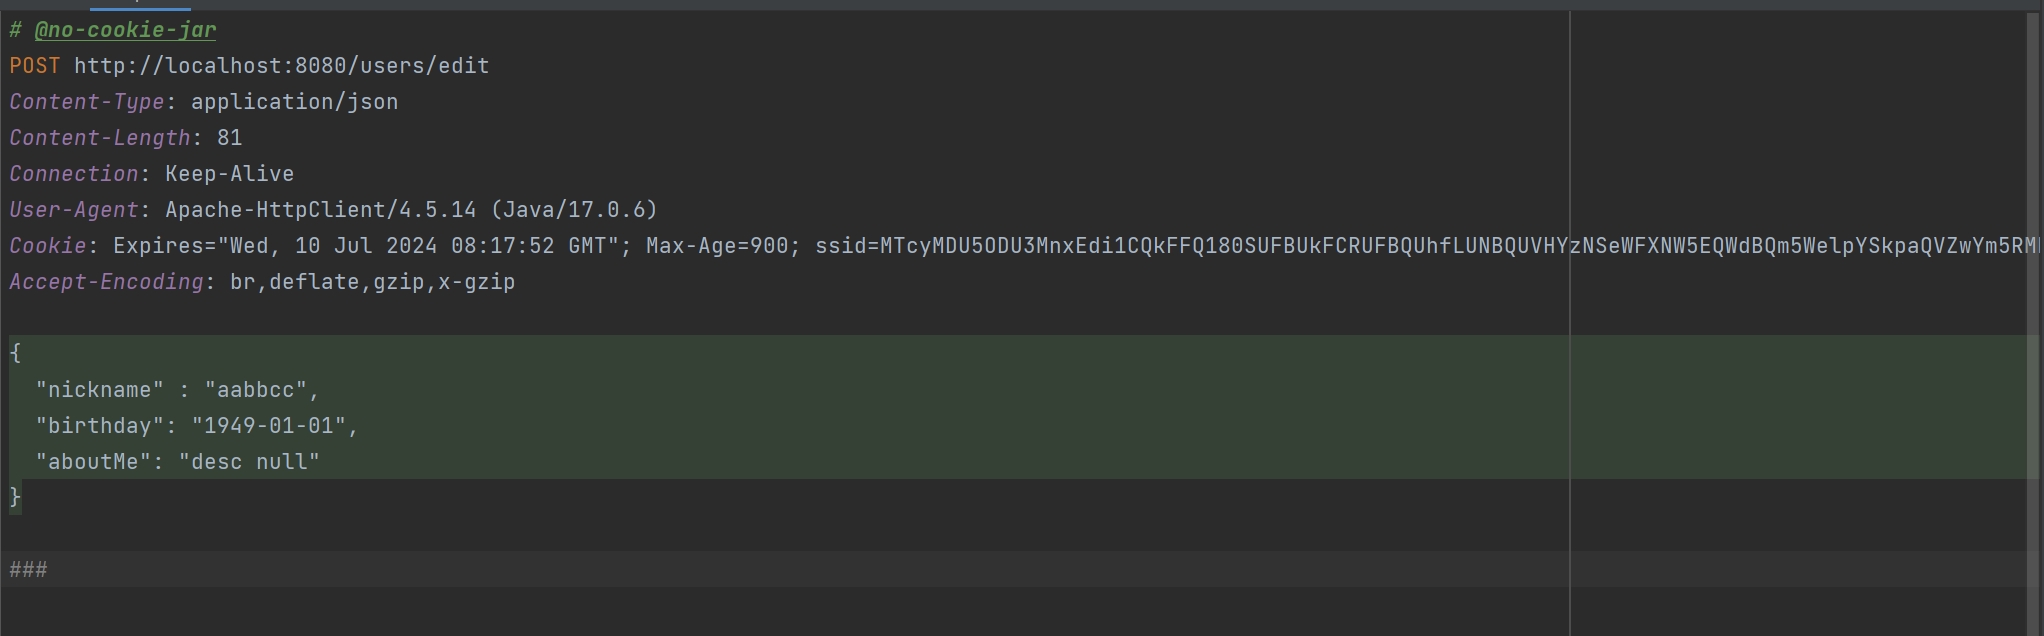 # @no-cookie-jar
POST http://localhost:8080/users/edit
Content-Type: application/json
Content-Length: 81
Connection: Keep-Alive
User-Agent: Apache-HttpClient/4.5.14 (Java/17.0.6)
Cookie: Expires="Wed, 10 Jul 2024 08:17:52 GMT"; Max-Age=900; ssid=MTcyMDU5ODU3MnxEdi1CQkFFQ180SUFBUkFCRUFBQUhfLUNBQUVHYzNSeWFXNW5EQWdBQm5WelpYSkpaQVZwYm5RM
Accept-Encoding: br,deflate,gzip,x-gzip
{
  "nickname" : "aabbcc",
  "birthday": "1949-01-01",
  "aboutMe": "desc null"
}
###